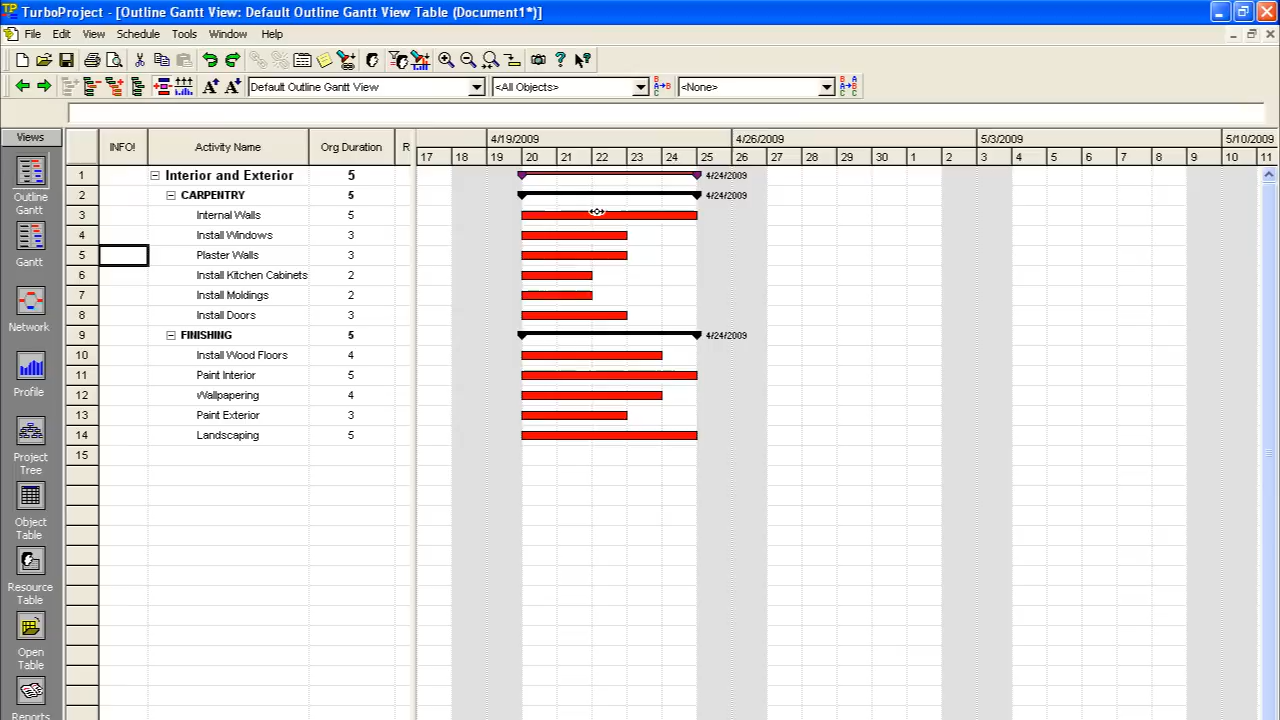 TurboProject - [Outline Gantt View: Default Outline Gantt View Table (Document1*)]
File Edit View Schedule Tools Window Help
Default Outline Gantt View <All Objects> <None>
Views
Outline
Gantt
Gantt
Network
Profile
Project
Tree
Object
Table
Resource
Table
Open
Table
Reports
INFO! Activity Name Org Duration R
4/19/2009 4/26/2009 5/3/2009 5/10/2009
17 18 19 20 21 22 23 24 25 26 27 28 29 30 1 2 3 4 5 6 7 8 9 10 11
1 Interior and Exterior 5 4/24/2009
2 CARPENTRY 5 4/24/2009
3 Internal Walls 5
4 Install Windows 3
5 Plaster Walls 3
6 Install Kitchen Cabinets 2
7 Install Moldings 2
8 Install Doors 3
9 FINISHING 5 4/24/2009
10 Install Wood Floors 4
11 Paint Interior 5
12 Wallpapering 4
13 Paint Exterior 3
14 Landscaping 5
15